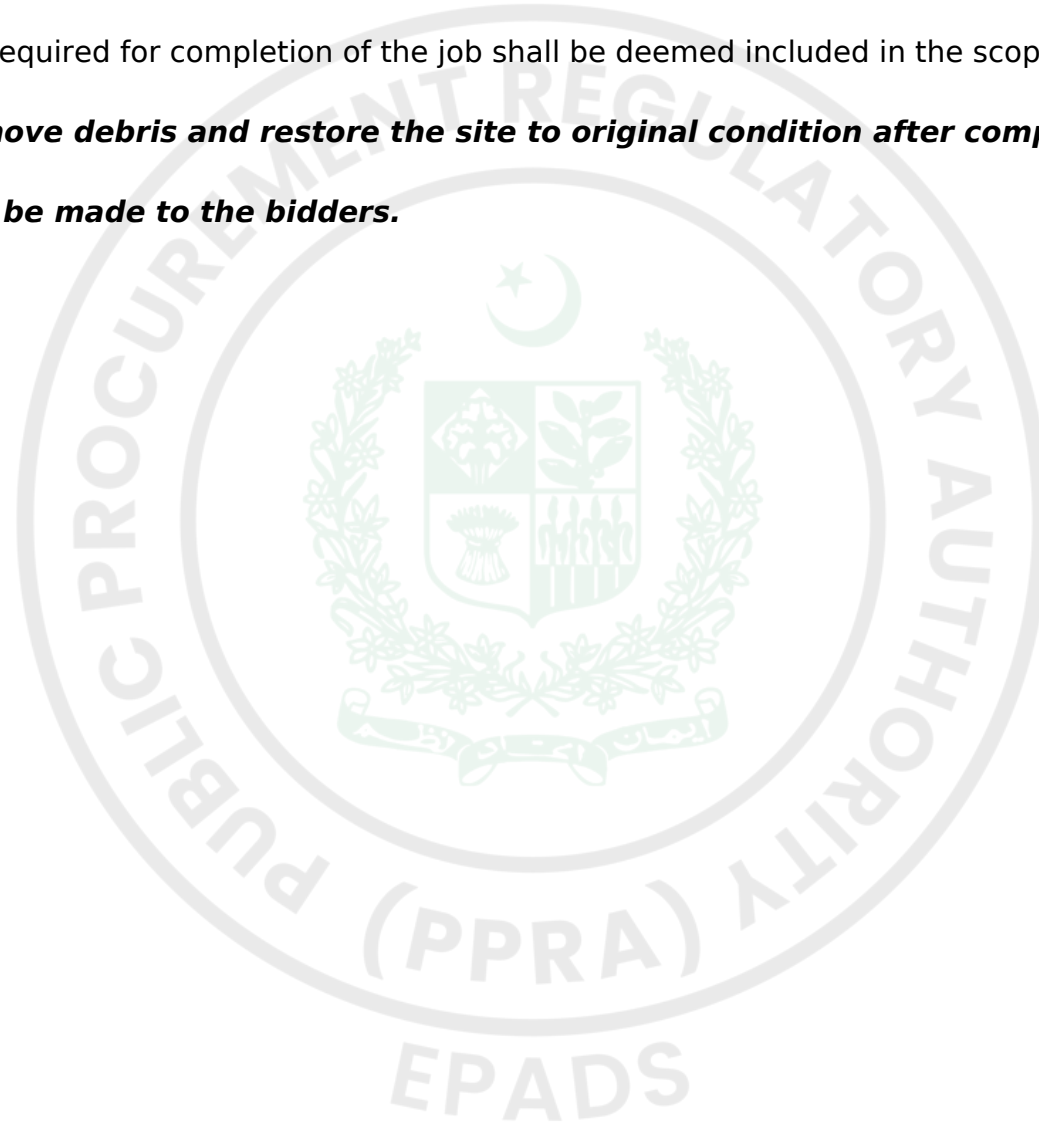 equired for completion of the job shall be deemed included in the scop
ove debris and restore the site to original condition after comp
be made to the bidders.
PUBLIC PROCUREMENT REGULATORY AUTHORITY
(PPRA)
EPADS